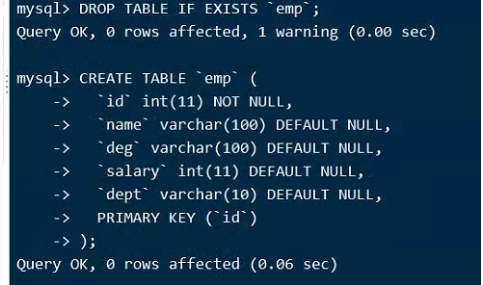 mysql> DROP TABLE IF EXISTS `emp`;
Query OK, 0 rows affected, 1 warning (0.00 sec)
mysql> CREATE TABLE `emp` (
    ->   `id` int(11) NOT NULL,
    ->   `name` varchar(100) DEFAULT NULL,
    ->   `deg` varchar(100) DEFAULT NULL,
    ->   `salary` int(11) DEFAULT NULL,
    ->   `dept` varchar(10) DEFAULT NULL,
    ->   PRIMARY KEY (`id`)
    -> );
Query OK, 0 rows affected (0.06 sec)